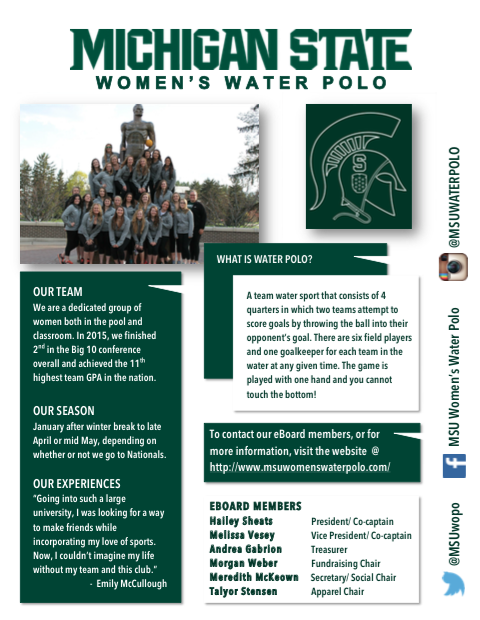 MICHIGAN STATE
WOMEN'S WATER POLO
S
WHAT IS WATER POLO?
A team water sport that consists of 4
quarters in which two teams attempt to
score goals by throwing the ball into their
opponent's goal. There are six field players
and one goalkeeper for each team in the
water at any given time. The game is
played with one hand and you cannot
touch the bottom!
OUR TEAM
We are a dedicated group of
women both in the pool and
classroom. In 2015, we finished
2nd in the Big 10 conference
overall and achieved the 11th
highest team GPA in the nation.
OUR SEASON
January after winter break to late
April or mid May, depending on
whether or not we go to Nationals.
OUR EXPERIENCES
"Going into such a large
university, I was looking for a way
to make friends while
incorporating my love of sports.
Now, I couldn't imagine my life
without my team and this club."
- Emily McCullough
To contact our eBoard members, or for
more information, visit the website @
http://www.msuwomenswaterpolo.com/
EBOARD MEMBERS
Hailey Sheats President/ Co-captain
Melissa Vesey Vice President/ Co-captain
Andrea Gabrion Treasurer
Morgan Weber Fundraising Chair
Meredith McKeown Secretary/ Social Chair
Talyor Stensen Apparel Chair
@MSUWATERPOLO
MSU Women's Water Polo
f
@MSUwopo